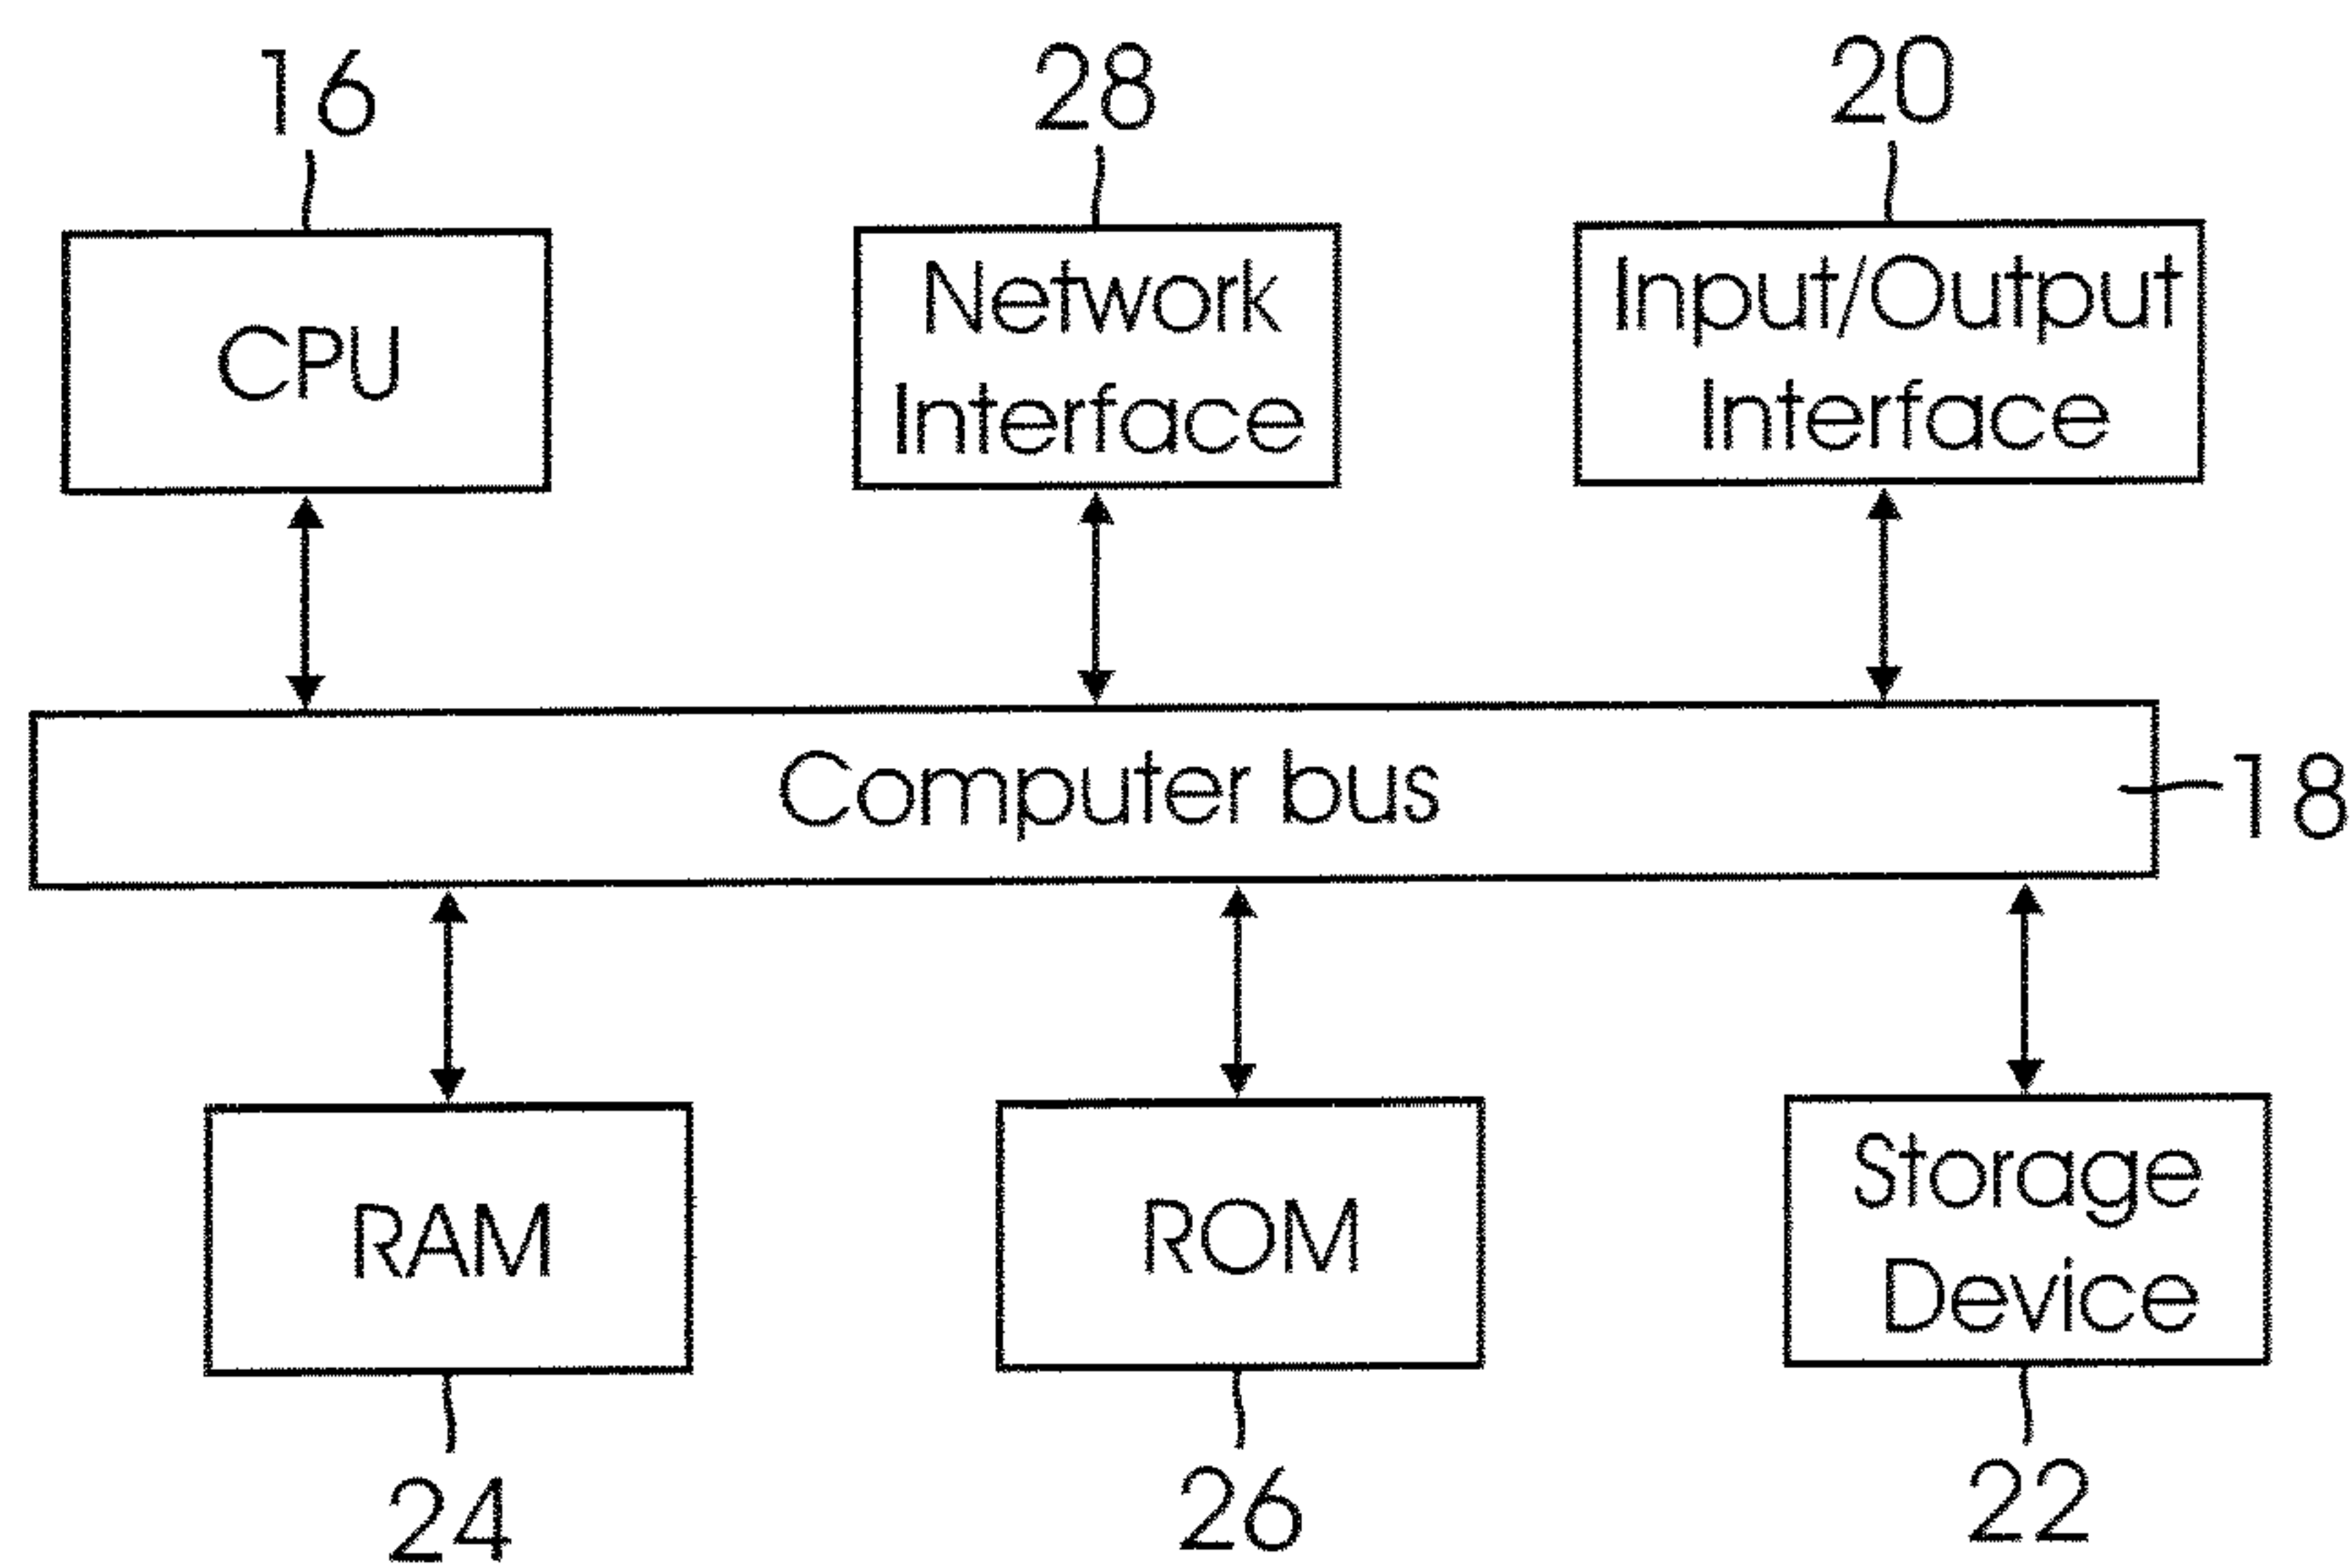 16
28
20
CPU
Network
Interface
Input/Output
Interface
Computer bus
18
RAM
ROM
Storage
Device
24
26
22